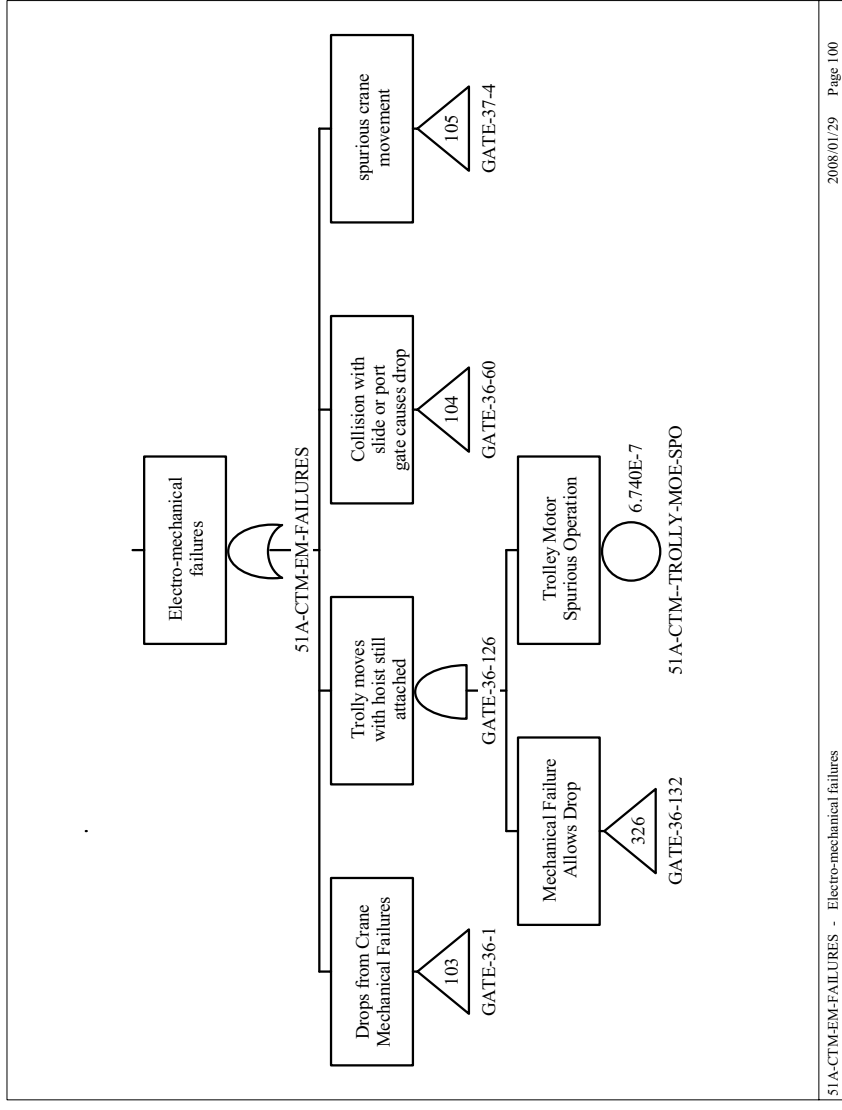 Electro-mechanical
failures
51A-CTM-EM-FAILURES
Drops from Crane
Mechanical Failures
103
GATE-36-1
Trolly moves
with hoist still
attached
GATE-36-126
Collision with
slide or port
gate causes drop
104
GATE-36-60
spurious crane
movement
105
GATE-37-4
Mechanical Failure
Allows Drop
326
GATE-36-132
Trolley Motor
Spurious Operation
6.740E-7
51A-CTM--TROLLY-MOE-SPO
51A-CTM-EM-FAILURES - Electro-mechanical failures
2008/01/29 Page 100